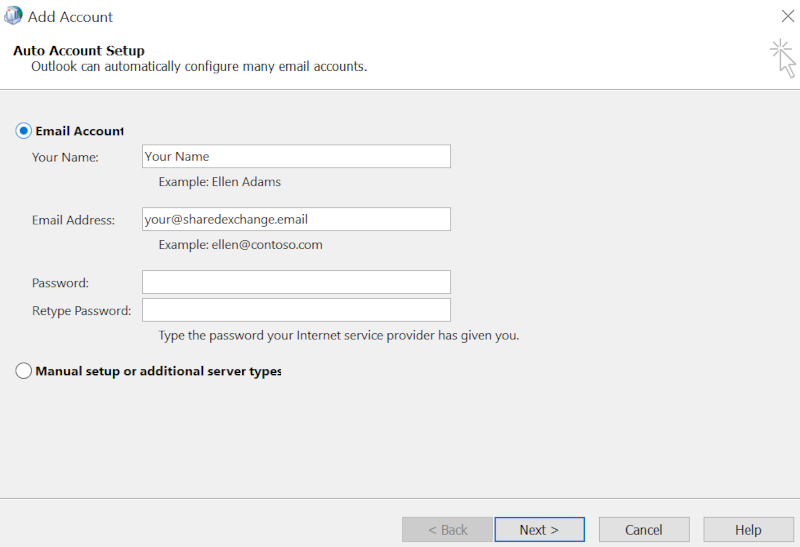 Add Account
Auto Account Setup
Outlook can automatically configure many email accounts.
Email Account
Your Name: Your Name
Example: Ellen Adams
Email Address: your@sharedexchange.email
Example: ellen@contoso.com
Password:
Retype Password:
Type the password your Internet service provider has given you.
Manual setup or additional server types
< Back Next > Cancel Help